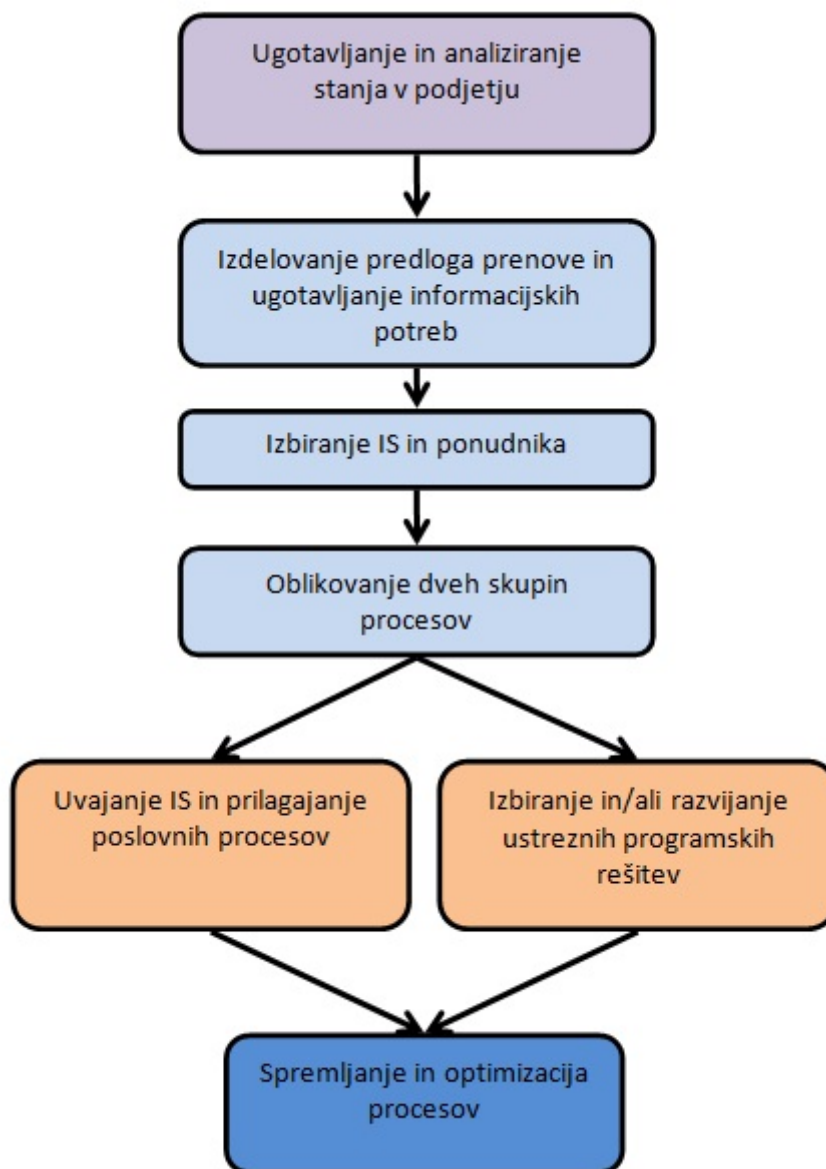 Ugotavljanje in analiziranje
stanja v podjetju
Izdelovanje predloga prenove in
ugotavljanje informacijskih
potreb
Izbiranje IS in ponudnika
Oblikovanje dveh skupin
procesov
Uvajanje IS in prilagajanje
poslovnih procesov
Izbiranje in/ali razvijanje
ustreznih programskih
rešitev
Spremljanje in optimizacija
procesov